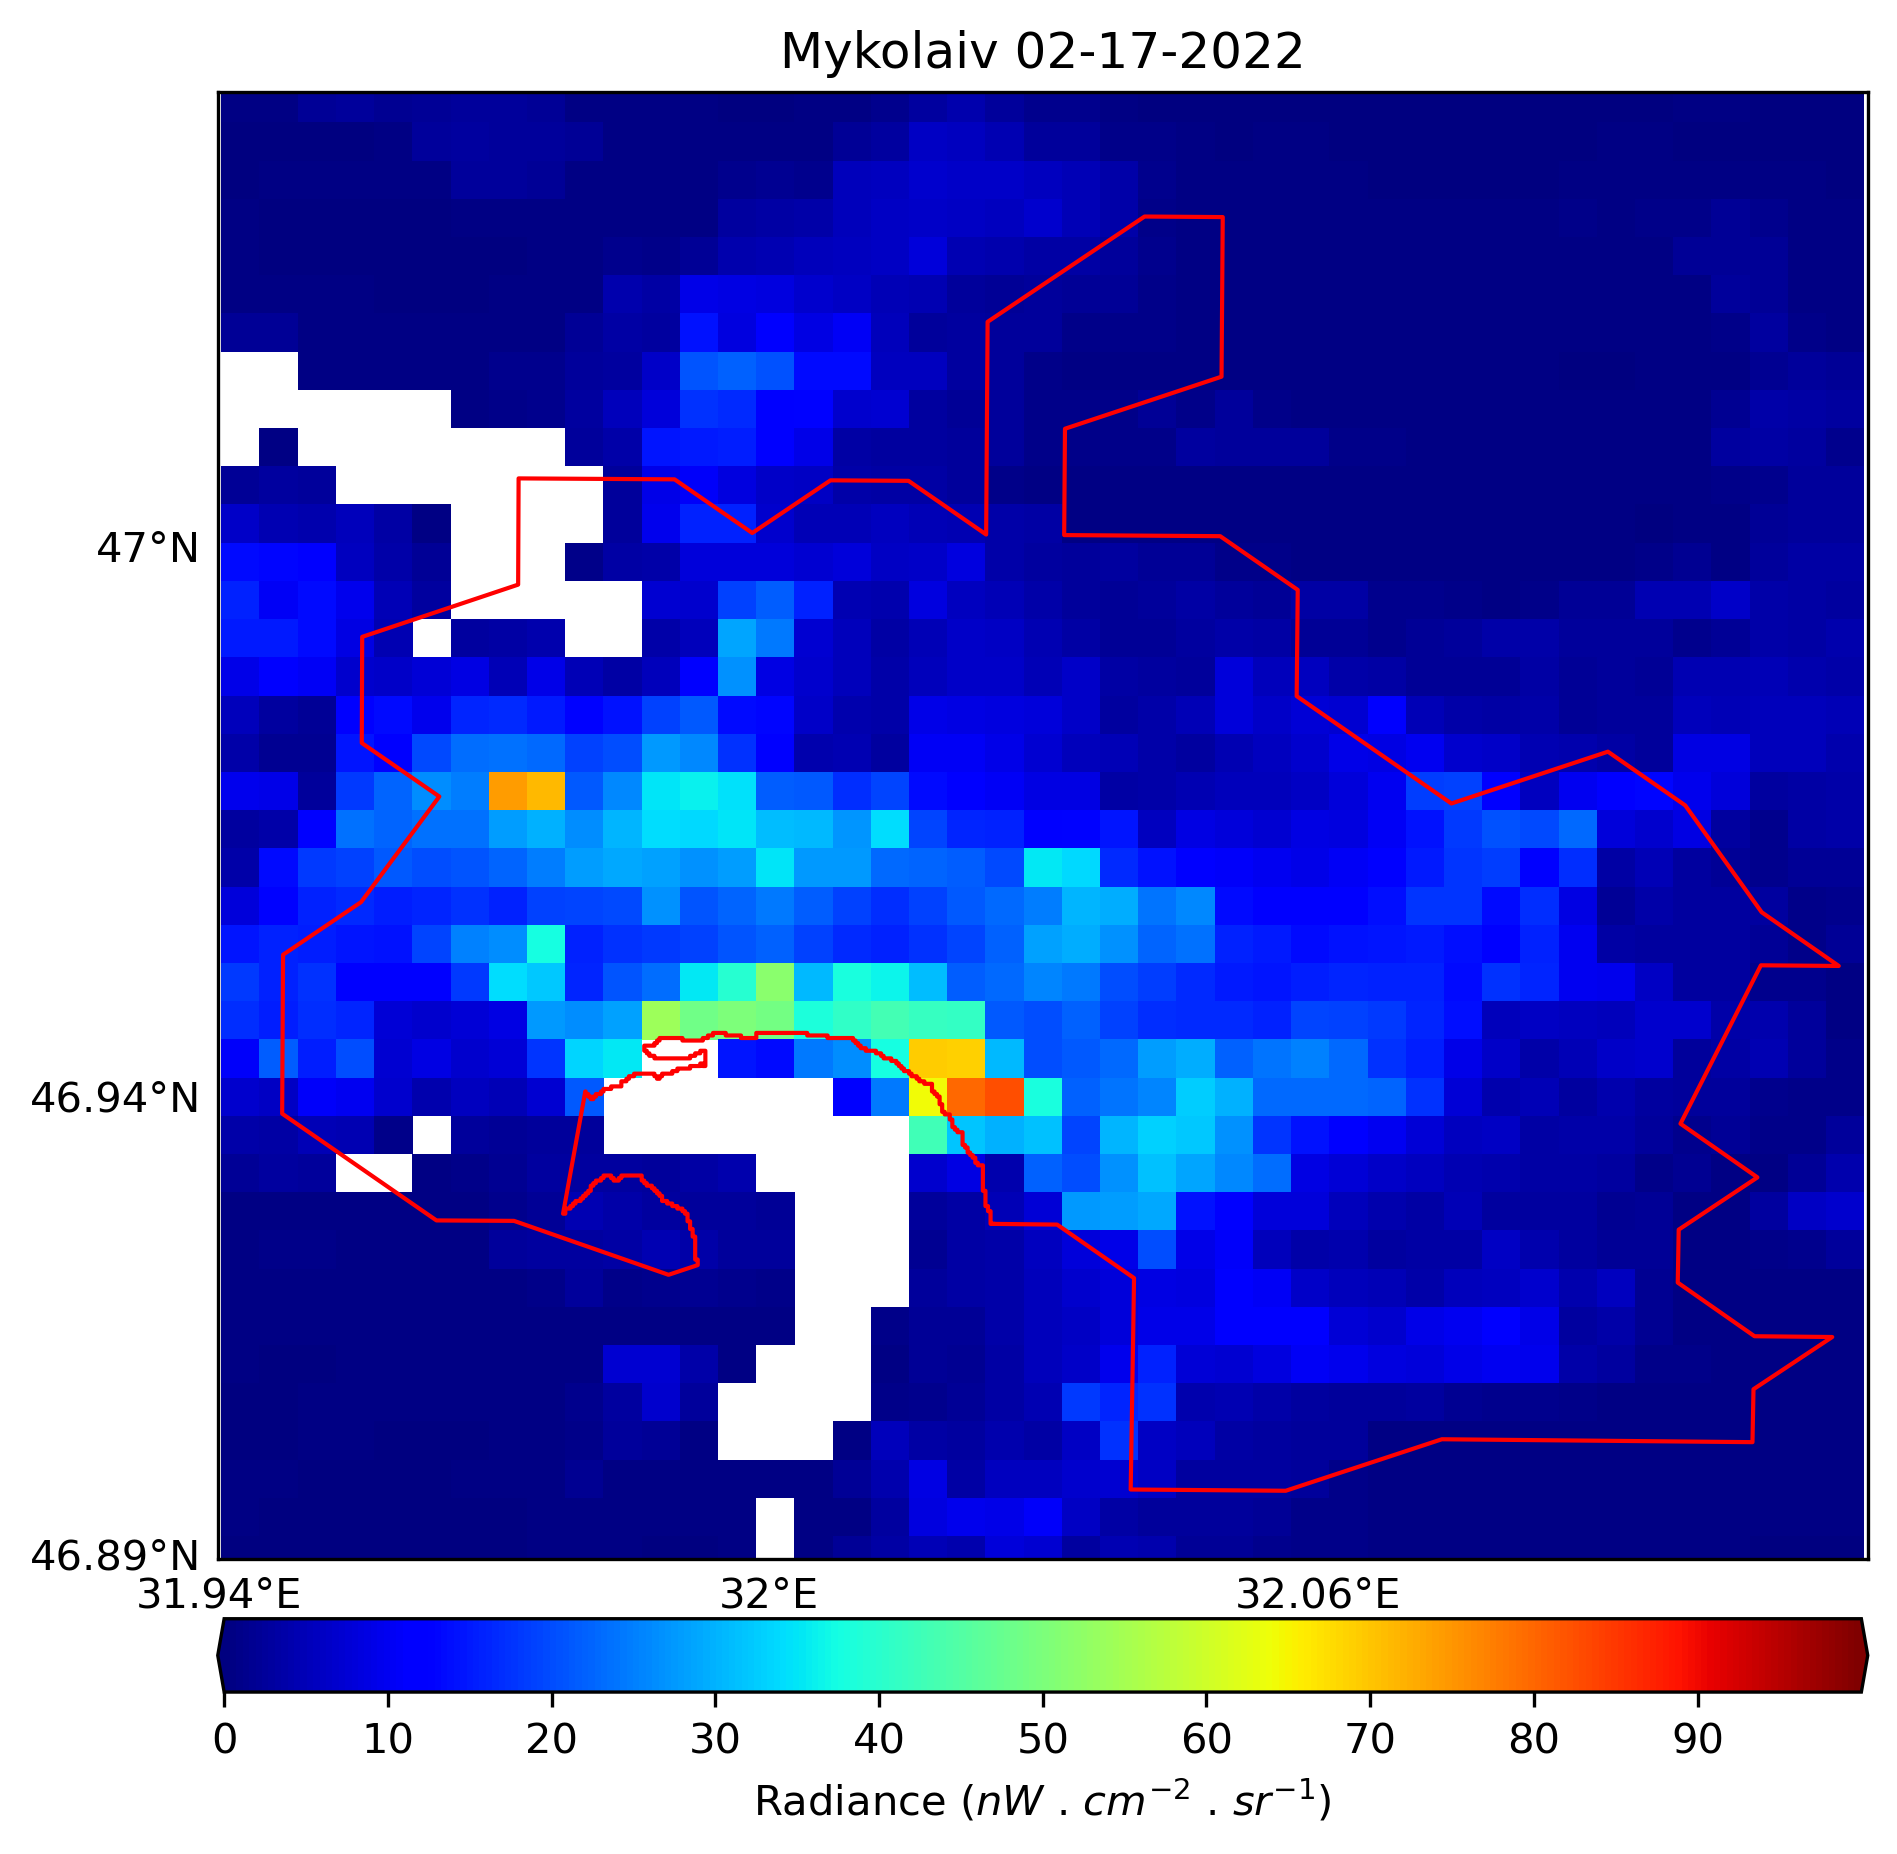 Mykolaiv 02-17-2022
47°N
46.94°N
46.89°N
31.94°E 32°E 32.06°E
0 10 20 30 40 50 60 70 80 90
Radiance (nW . cm⁻² . sr⁻¹)